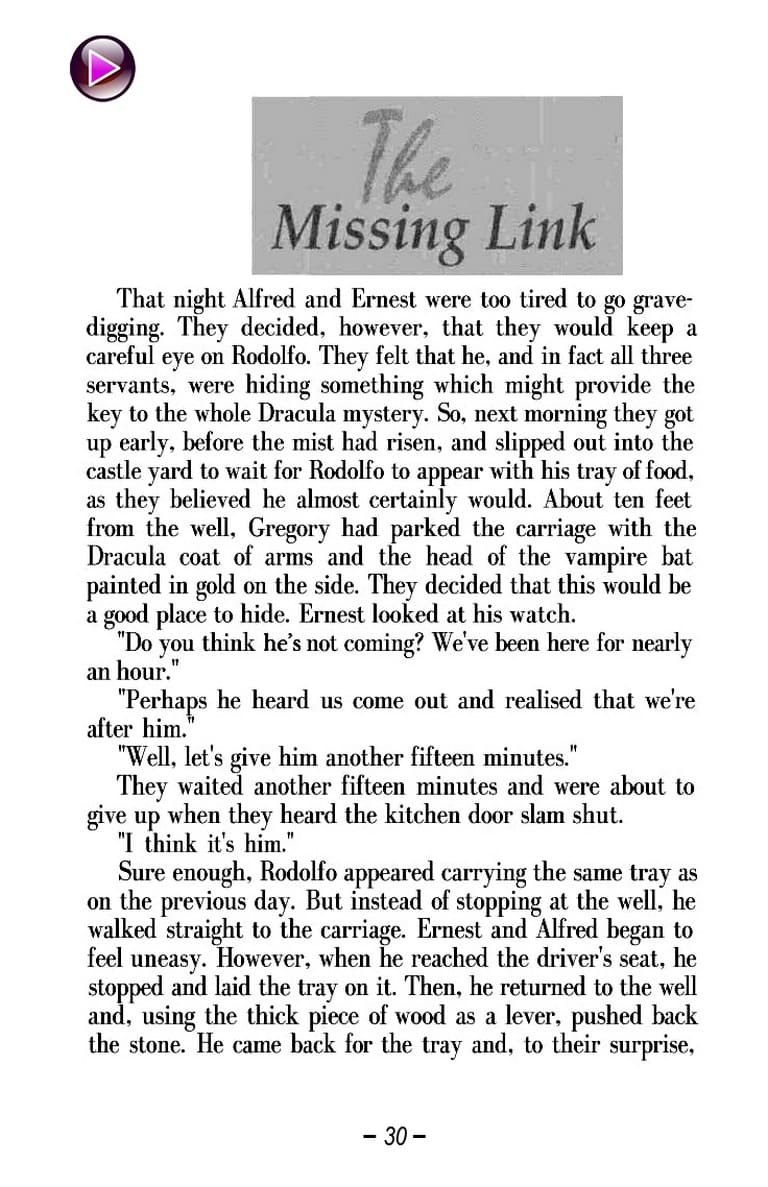 The
Missing Link
That night Alfred and Ernest were too tired to go grave-
digging. They decided, however, that they would keep a
careful eye on Rodolfo. They felt that he, and in fact all three
servants, were hiding something which might provide the
key to the whole Dracula mystery. So, next morning they got
up early, before the mist had risen, and slipped out into the
castle yard to wait for Rodolfo to appear with his tray of food,
as they believed he almost certainly would. About ten feet
from the well, Gregory had parked the carriage with the
Dracula coat of arms and the head of the vampire bat
painted in gold on the side. They decided that this would be
a good place to hide. Ernest looked at his watch.
"Do you think he's not coming? We've been here for nearly
an hour."
"Perhaps he heard us come out and realised that we're
after him."
"Well, let's give him another fifteen minutes."
They waited another fifteen minutes and were about to
give up when they heard the kitchen door slam shut.
"I think it's him."
Sure enough, Rodolfo appeared carrying the same tray as
on the previous day. But instead of stopping at the well, he
walked straight to the carriage. Ernest and Alfred began to
feel uneasy. However, when he reached the driver's seat, he
stopped and laid the tray on it. Then, he returned to the well
and, using the thick piece of wood as a lever, pushed back
the stone. He came back for the tray and, to their surprise,
– 30 –